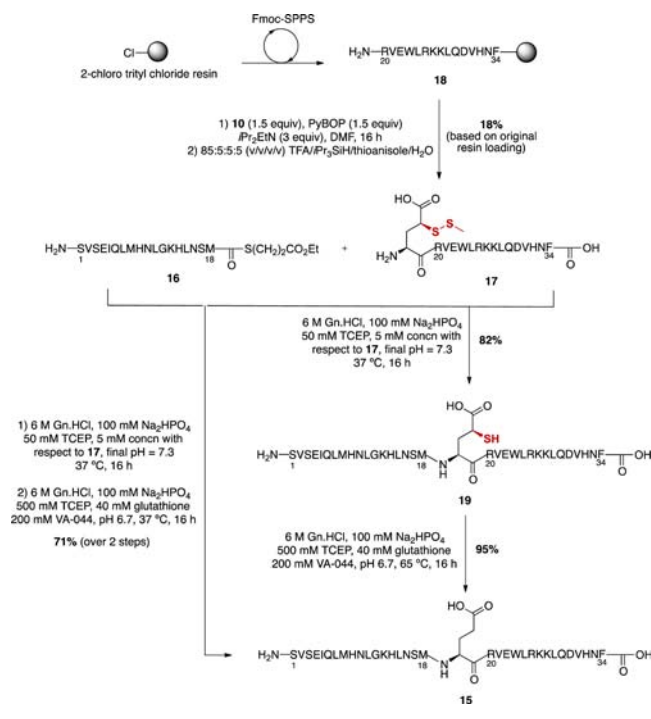 Fmoc-SPPS
Cl
2-chloro trityl chloride resin
H₂N-RVEWLRKKLQDVHNF
20 34
18
1) 10 (1.5 equiv), PyBOP (1.5 equiv)
iPr₂EtN (3 equiv), DMF, 16 h
2) 85:5:5:5 (v/v/v/v) TFA/iPr₃SiH/thioanisole/H₂O
18%
(based on original
resin loading)
H₂N-SVSEIQLMHNLGKHLNSM S(CH₂)₂CO₂Et
1 18 O
16
+
HO O
S S
H₂N O RVEWLRKKLQDVHNF OH
20 34 O
17
6 M Gn.HCl, 100 mM Na₂HPO₄
50 mM TCEP, 5 mM concn with
respect to 17, final pH = 7.3
37 ºC, 16 h
82%
1) 6 M Gn.HCl, 100 mM Na₂HPO₄
50 mM TCEP, 5 mM concn with
respect to 17, final pH = 7.3
37 ºC, 16 h
2) 6 M Gn.HCl, 100 mM Na₂HPO₄
500 mM TCEP, 40 mM glutathione
200 mM VA-044, pH 6.7, 37 ºC, 16 h
71% (over 2 steps)
HO O
SH
H₂N-SVSEIQLMHNLGKHLNSM N H O RVEWLRKKLQDVHNF OH
1 18 20 34 O
19
6 M Gn.HCl, 100 mM Na₂HPO₄
500 mM TCEP, 40 mM glutathione
200 mM VA-044, pH 6.7, 65 ºC, 16 h
95%
HO O
H₂N-SVSEIQLMHNLGKHLNSM N H O RVEWLRKKLQDVHNF OH
1 18 20 34 O
15